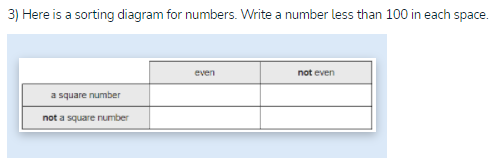 3) Here is a sorting diagram for numbers. Write a number less than 100 in each space.
even not even
a square number
not a square number